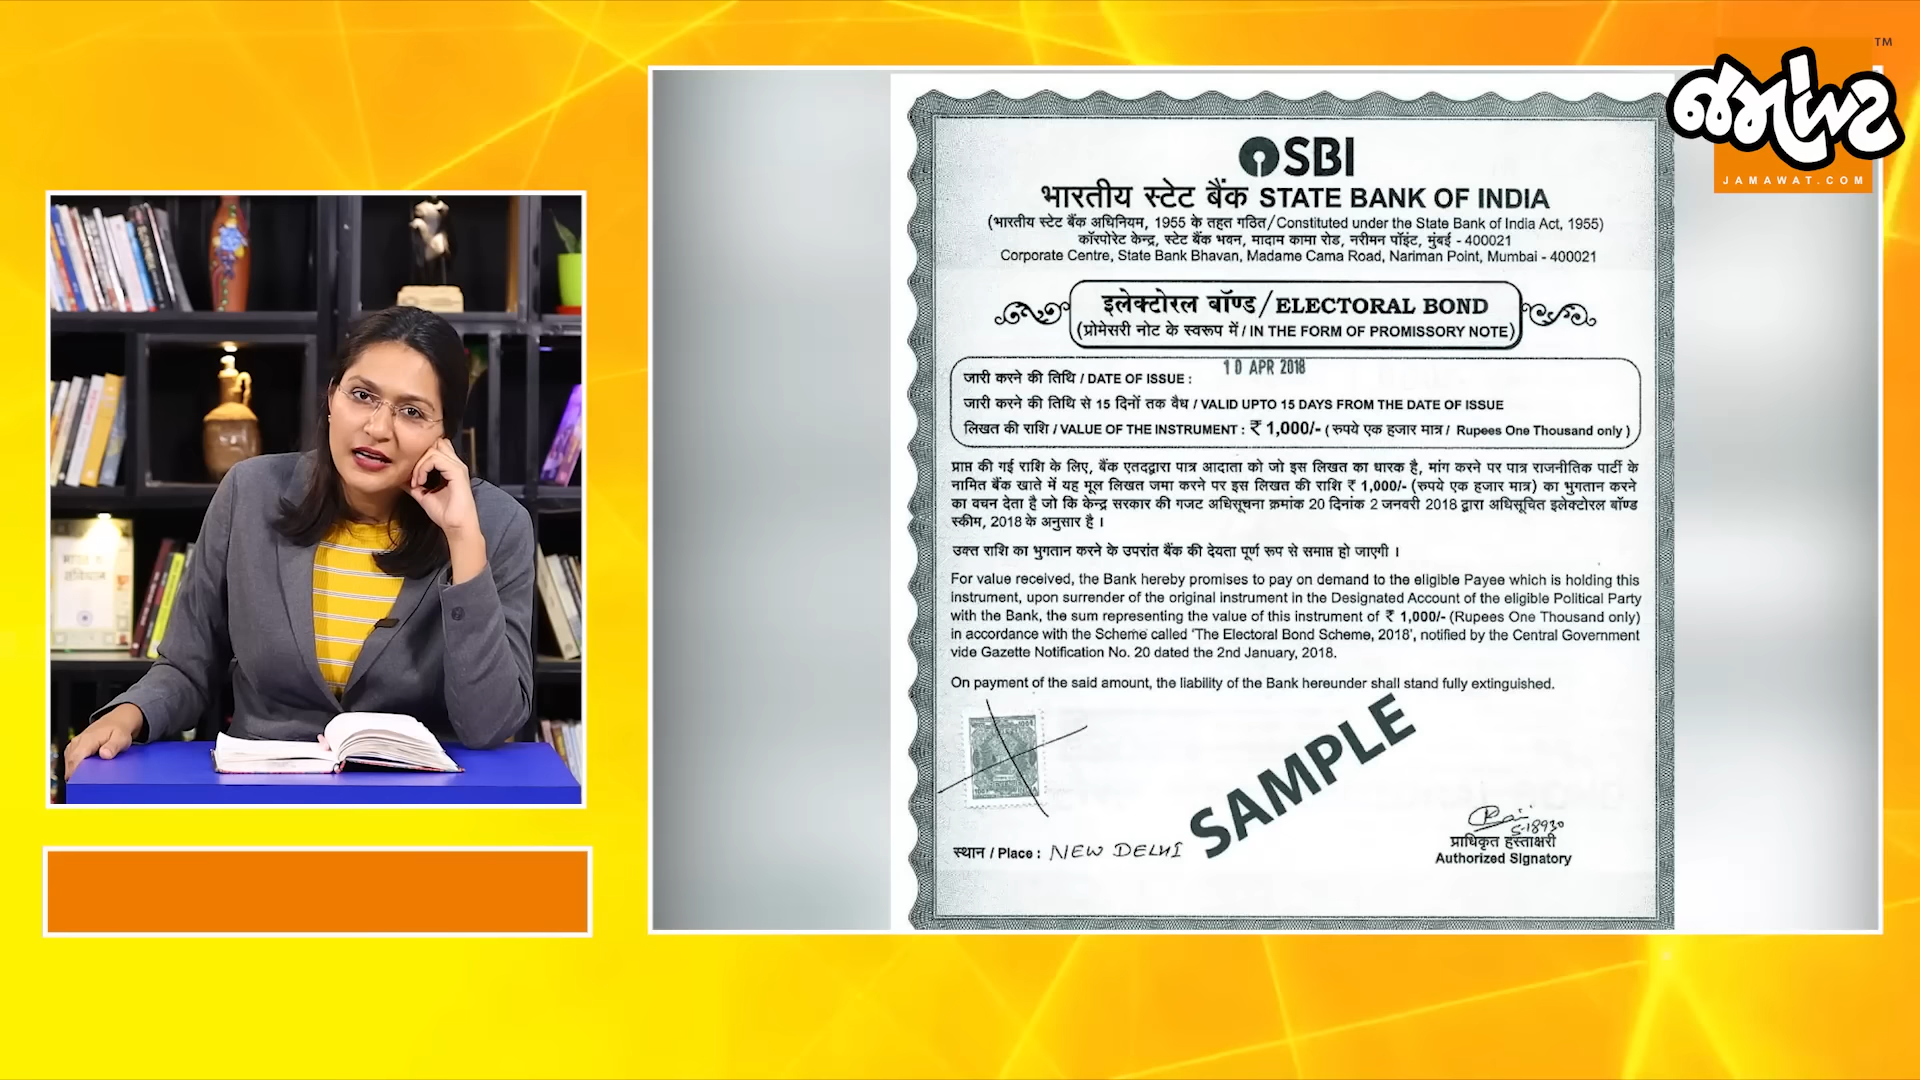 TM
જમાવટ
JAMAWAT.COM
SBI
भारतीय स्टेट बैंक STATE BANK OF INDIA
(भारतीय स्टेट बैंक अधिनियम, 1955 के तहत गठित/Constituted under the State Bank of India Act, 1955)
कॉरपोरेट केन्द्र, स्टेट बैंक भवन, मादाम कामा रोड, नरीमन पॉइंट, मुंबई - 400021
Corporate Centre, State Bank Bhavan, Madame Cama Road, Nariman Point, Mumbai - 400021
इलेक्टोरल बॉण्ड/ELECTORAL BOND
(प्रोमेसरी नोट के स्वरूप में/IN THE FORM OF PROMISSORY NOTE)
10 APR 2018
जारी करने की तिथि / DATE OF ISSUE :
जारी करने की तिथि से 15 दिनों तक वैध / VALID UPTO 15 DAYS FROM THE DATE OF ISSUE
लिखत की राशि / VALUE OF THE INSTRUMENT : ₹ 1,000/- (रुपये एक हजार मात्र/ Rupees One Thousand only)
प्राप्त की गई राशि के लिए, बैंक एतदद्वारा पात्र आदाता को जो इस लिखत का धारक है, मांग करने पर पात्र राजनीतिक पार्टी के
नामित बैंक खाते में यह मूल लिखत जमा करने पर इस लिखत की राशि ₹ 1,000/- (रुपये एक हजार मात्र) का भुगतान करने
का वचन देता है जो कि केन्द्र सरकार की गजट अधिसूचना क्रमांक 20 दिनांक 2 जनवरी 2018 द्वारा अधिसूचित इलेक्टोरल बॉण्ड
स्कीम, 2018 के अनुसार है ।
उक्त राशि का भुगतान करने के उपरांत बैंक की देयता पूर्ण रूप से समाप्त हो जाएगी ।
For value received, the Bank hereby promises to pay on demand to the eligible Payee which is holding this
instrument, upon surrender of the original instrument in the Designated Account of the eligible Political Party
with the Bank, the sum representing the value of this instrument of ₹ 1,000/- (Rupees One Thousand only)
in accordance with the Scheme called 'The Electoral Bond Scheme, 2018', notified by the Central Government
vide Gazette Notification No. 20 dated the 2nd January, 2018.
On payment of the said amount, the liability of the Bank hereunder shall stand fully extinguished.
SAMPLE
स्थान / Place : NEW DELHI
S-18930
प्राधिकृत हस्ताक्षरी
Authorized Signatory